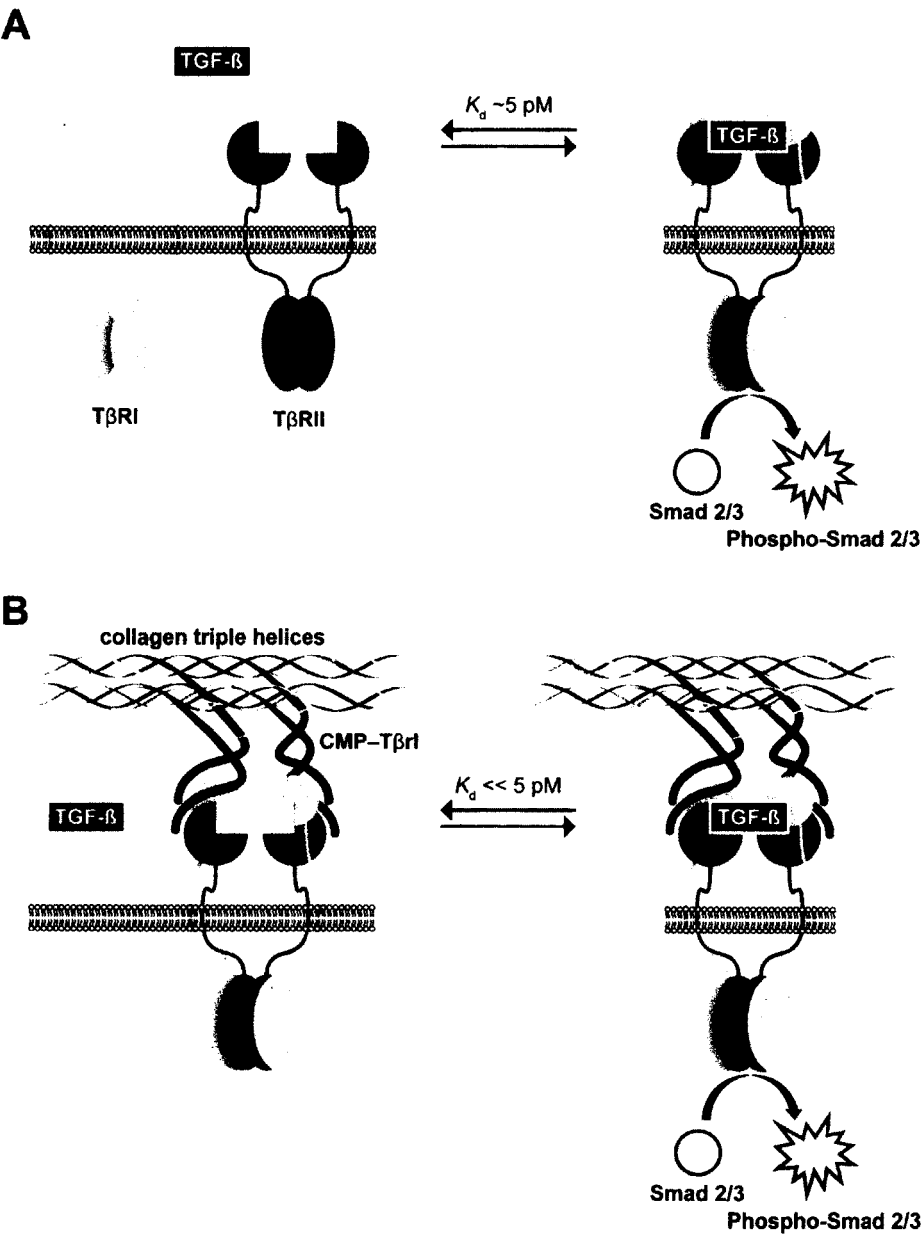 A
TGF-ß
Kd ~5 pM
TGF-ß
TβRI
TβRII
Smad 2/3
Phospho-Smad 2/3
B
collagen triple helices
CMP–TβrI
TGF-ß
Kd << 5 pM
TGF-ß
Smad 2/3
Phospho-Smad 2/3